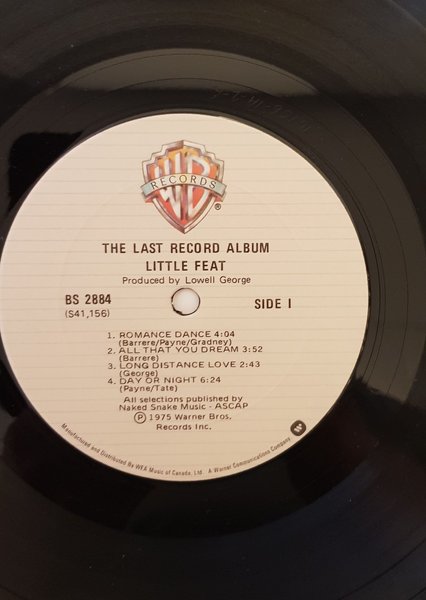 WB
RECORDS
®
THE LAST RECORD ALBUM
LITTLE FEAT
Produced by Lowell George
BS 2884
(S41,156)
SIDE I
1. ROMANCE DANCE 4:04
(Barrere/Payne/Gradney)
2. ALL THAT YOU DREAM 3:52
(Barrere)
3. LONG DISTANCE LOVE 2:43
(George)
4. DAY OR NIGHT 6:24
(Payne/Tate)
All selections published by
Naked Snake Music - ASCAP
Ⓟ 1975 Warner Bros.
Records Inc.
Manufactured and Distributed By WEA Music of Canada, Ltd. A Warner Communications Company